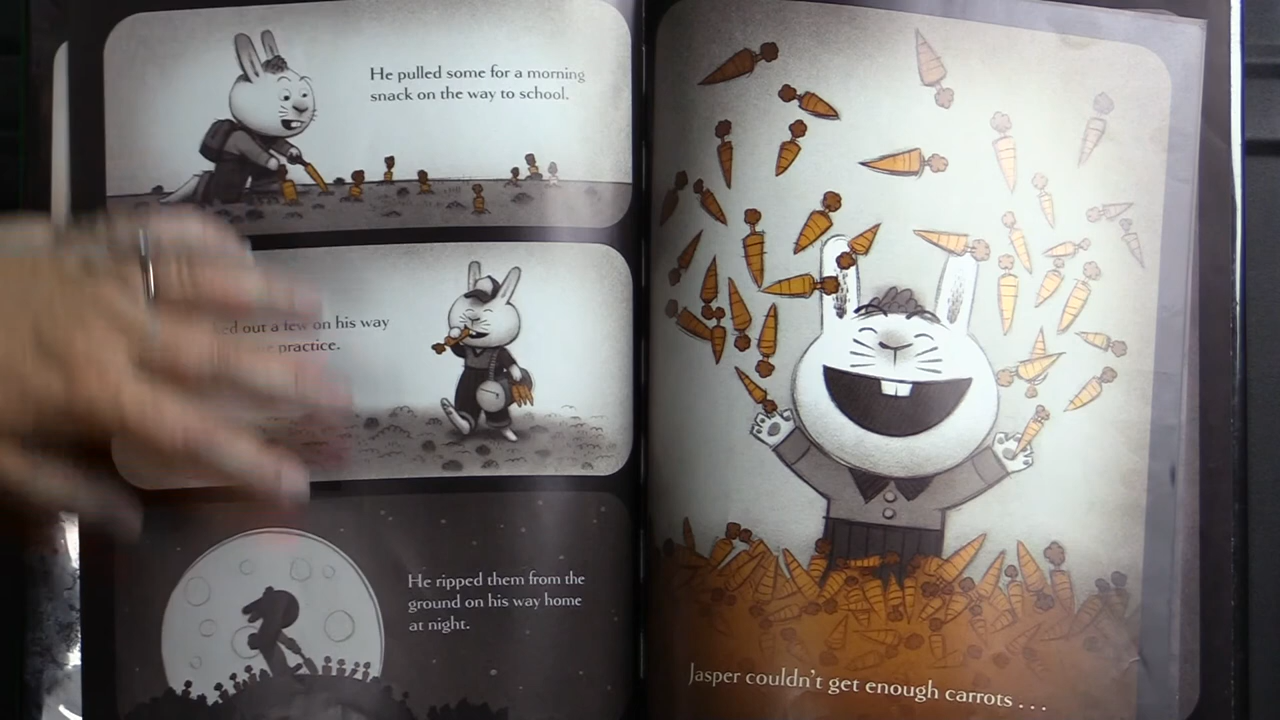 He pulled some for a morning
snack on the way to school.
out a few on his way
practice.
He ripped them from the
ground on his way home
at night.
Jasper couldn't get enough carrots . . .